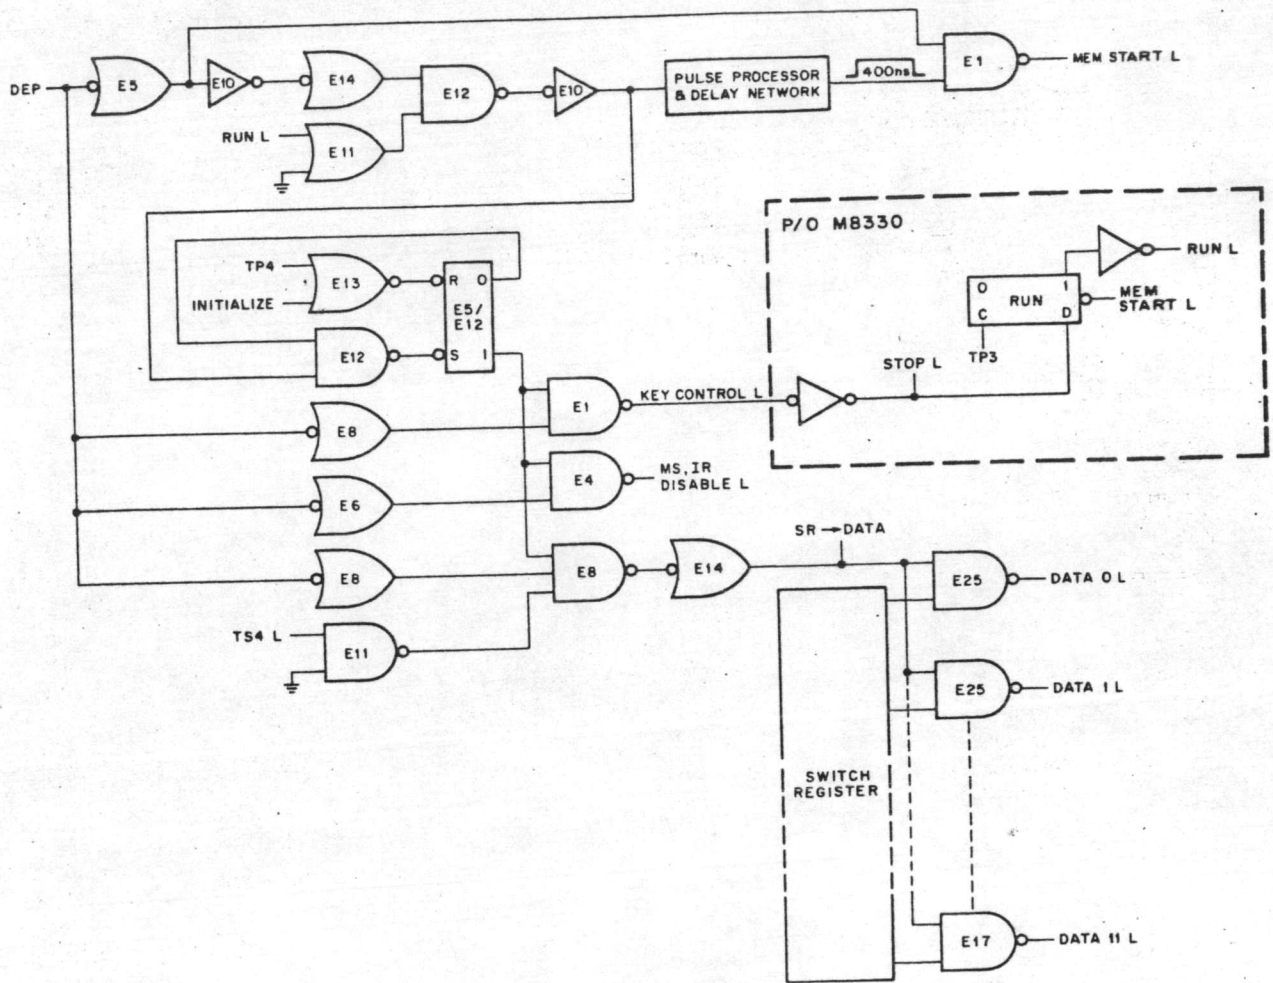 DEP
E5
E10
E14
E12
E10
PULSE PROCESSOR
& DELAY NETWORK
400ns
E1
MEM START L
RUN L
E11
P/O M8330
TP4
INITIALIZE
E13
R 0
E5/
E12
S 1
E12
0 1
RUN
C D
TP3
RUN L
MEM
START L
STOP L
E8
E1
KEY CONTROL L
E6
E4
MS, IR
DISABLE L
E8
E8
E14
SR → DATA
E25
DATA 0 L
TS4 L
E11
E25
DATA 1 L
SWITCH
REGISTER
E17
DATA 11 L